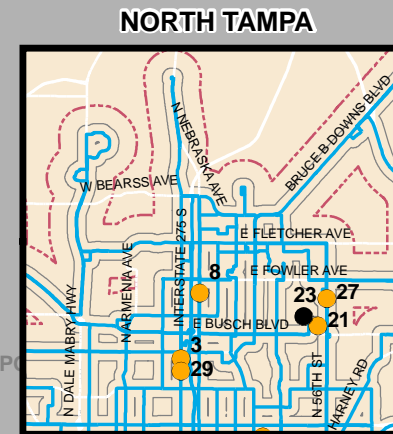 NORTH TAMPA
N NEBRASKA AVE
BRUCE B DOWNS BLVD
W BEARSS AVE
E FLETCHER AVE
INTERSTATE 275 S
N ARMENIA AVE
E FOWLER AVE
8
23
27
N DALE MABRY HWY
E BUSCH BLVD
21
3
29
N 56TH ST
HARNEY RD
PO